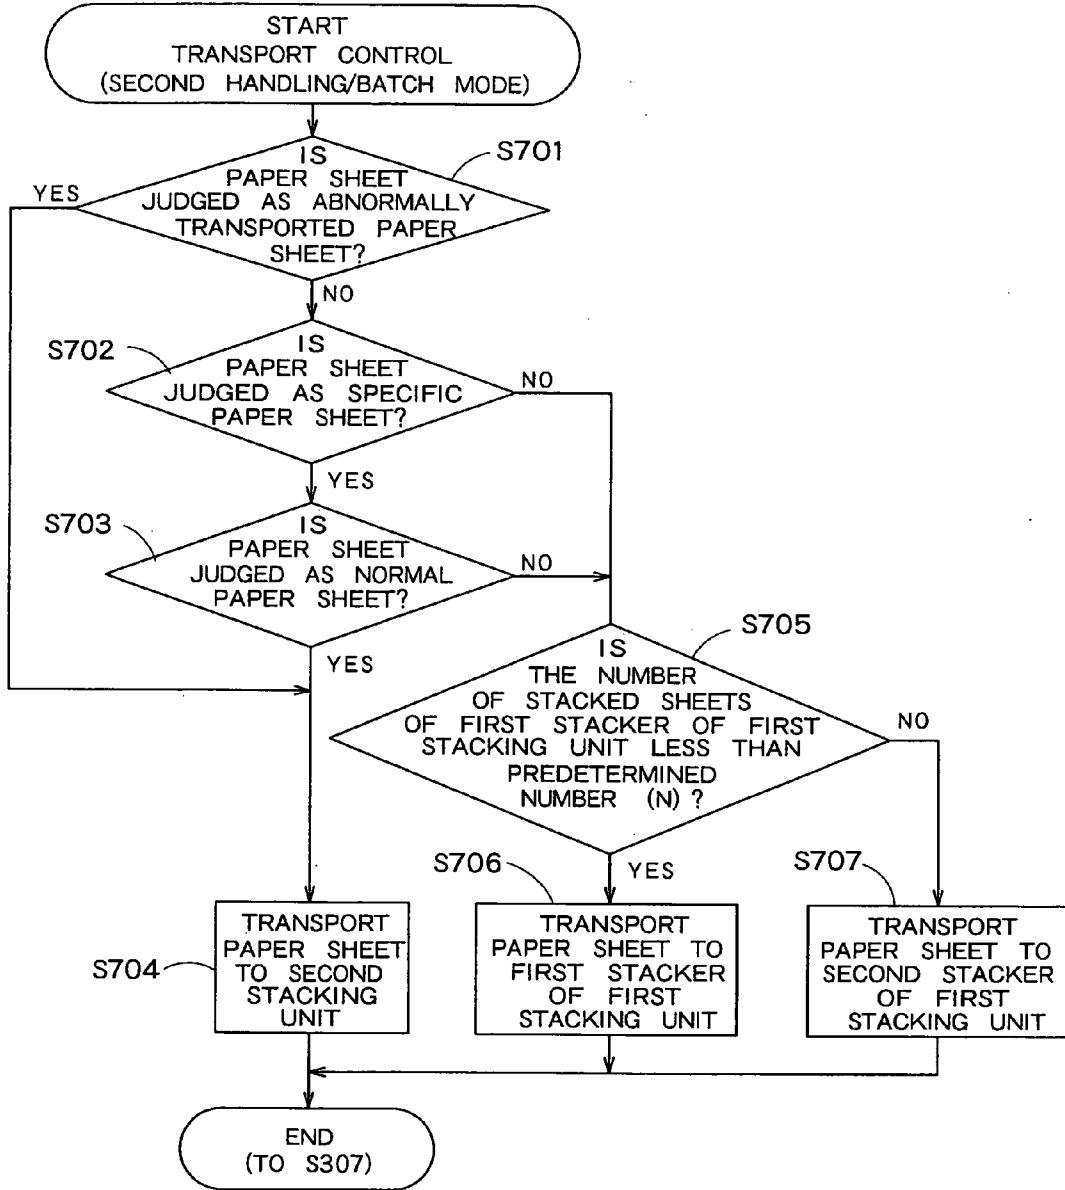 START
TRANSPORT CONTROL
(SECOND HANDLING/BATCH MODE)
S701
IS
PAPER SHEET
JUDGED AS ABNORMALLY
TRANSPORTED PAPER
SHEET?
YES
NO
S702
IS
PAPER SHEET
JUDGED AS SPECIFIC
PAPER SHEET?
NO
YES
S703
IS
PAPER SHEET
JUDGED AS NORMAL
PAPER SHEET?
NO
YES
S705
IS
THE NUMBER
OF STACKED SHEETS
OF FIRST STACKER OF FIRST
STACKING UNIT LESS THAN
PREDETERMINED
NUMBER (N)?
NO
YES
S704
TRANSPORT
PAPER SHEET
TO SECOND
STACKING
UNIT
S706
TRANSPORT
PAPER SHEET TO
FIRST STACKER
OF FIRST
STACKING UNIT
S707
TRANSPORT
PAPER SHEET TO
SECOND STACKER
OF FIRST
STACKING UNIT
END
(TO S307)